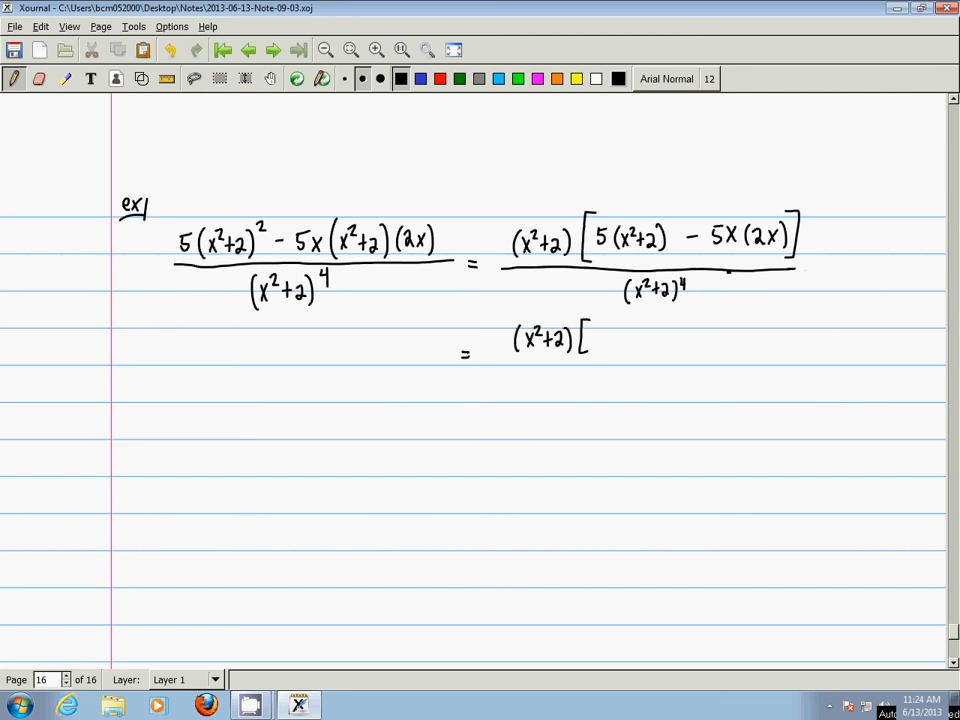 Xournal - C:\Users\bcm052000\Desktop\Notes\2013-06-13-Note-09-03.xoj
File Edit View Page Tools Options Help
Arial Normal 12
ex1
5(x²+2)² - 5x(x²+2)(2x) / (x²+2)⁴ = (x²+2)[5(x²+2) - 5x(2x)] / (x²+2)⁴
= (x²+2)[
Page 16 of 16 Layer: Layer 1
11:24 AM
6/13/2013